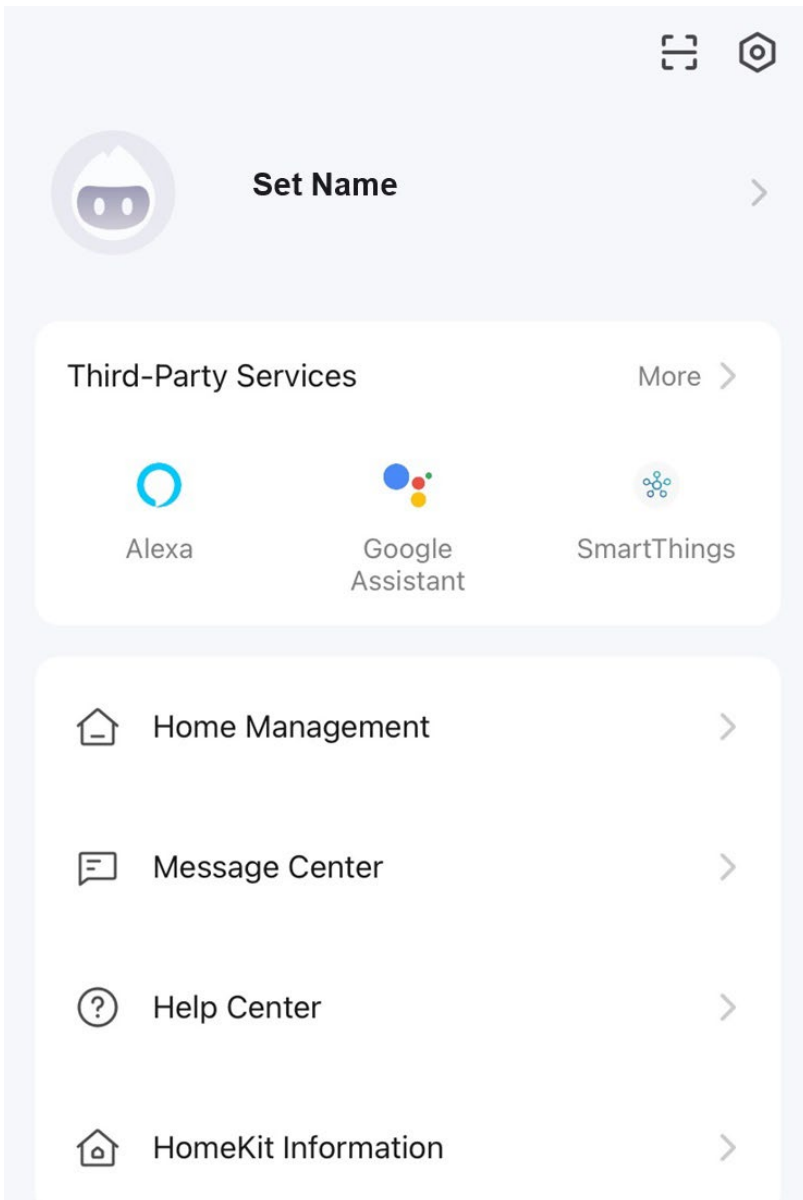 Set Name
Third-Party Services
More
Alexa
Google
Assistant
SmartThings
Home Management
Message Center
Help Center
HomeKit Information